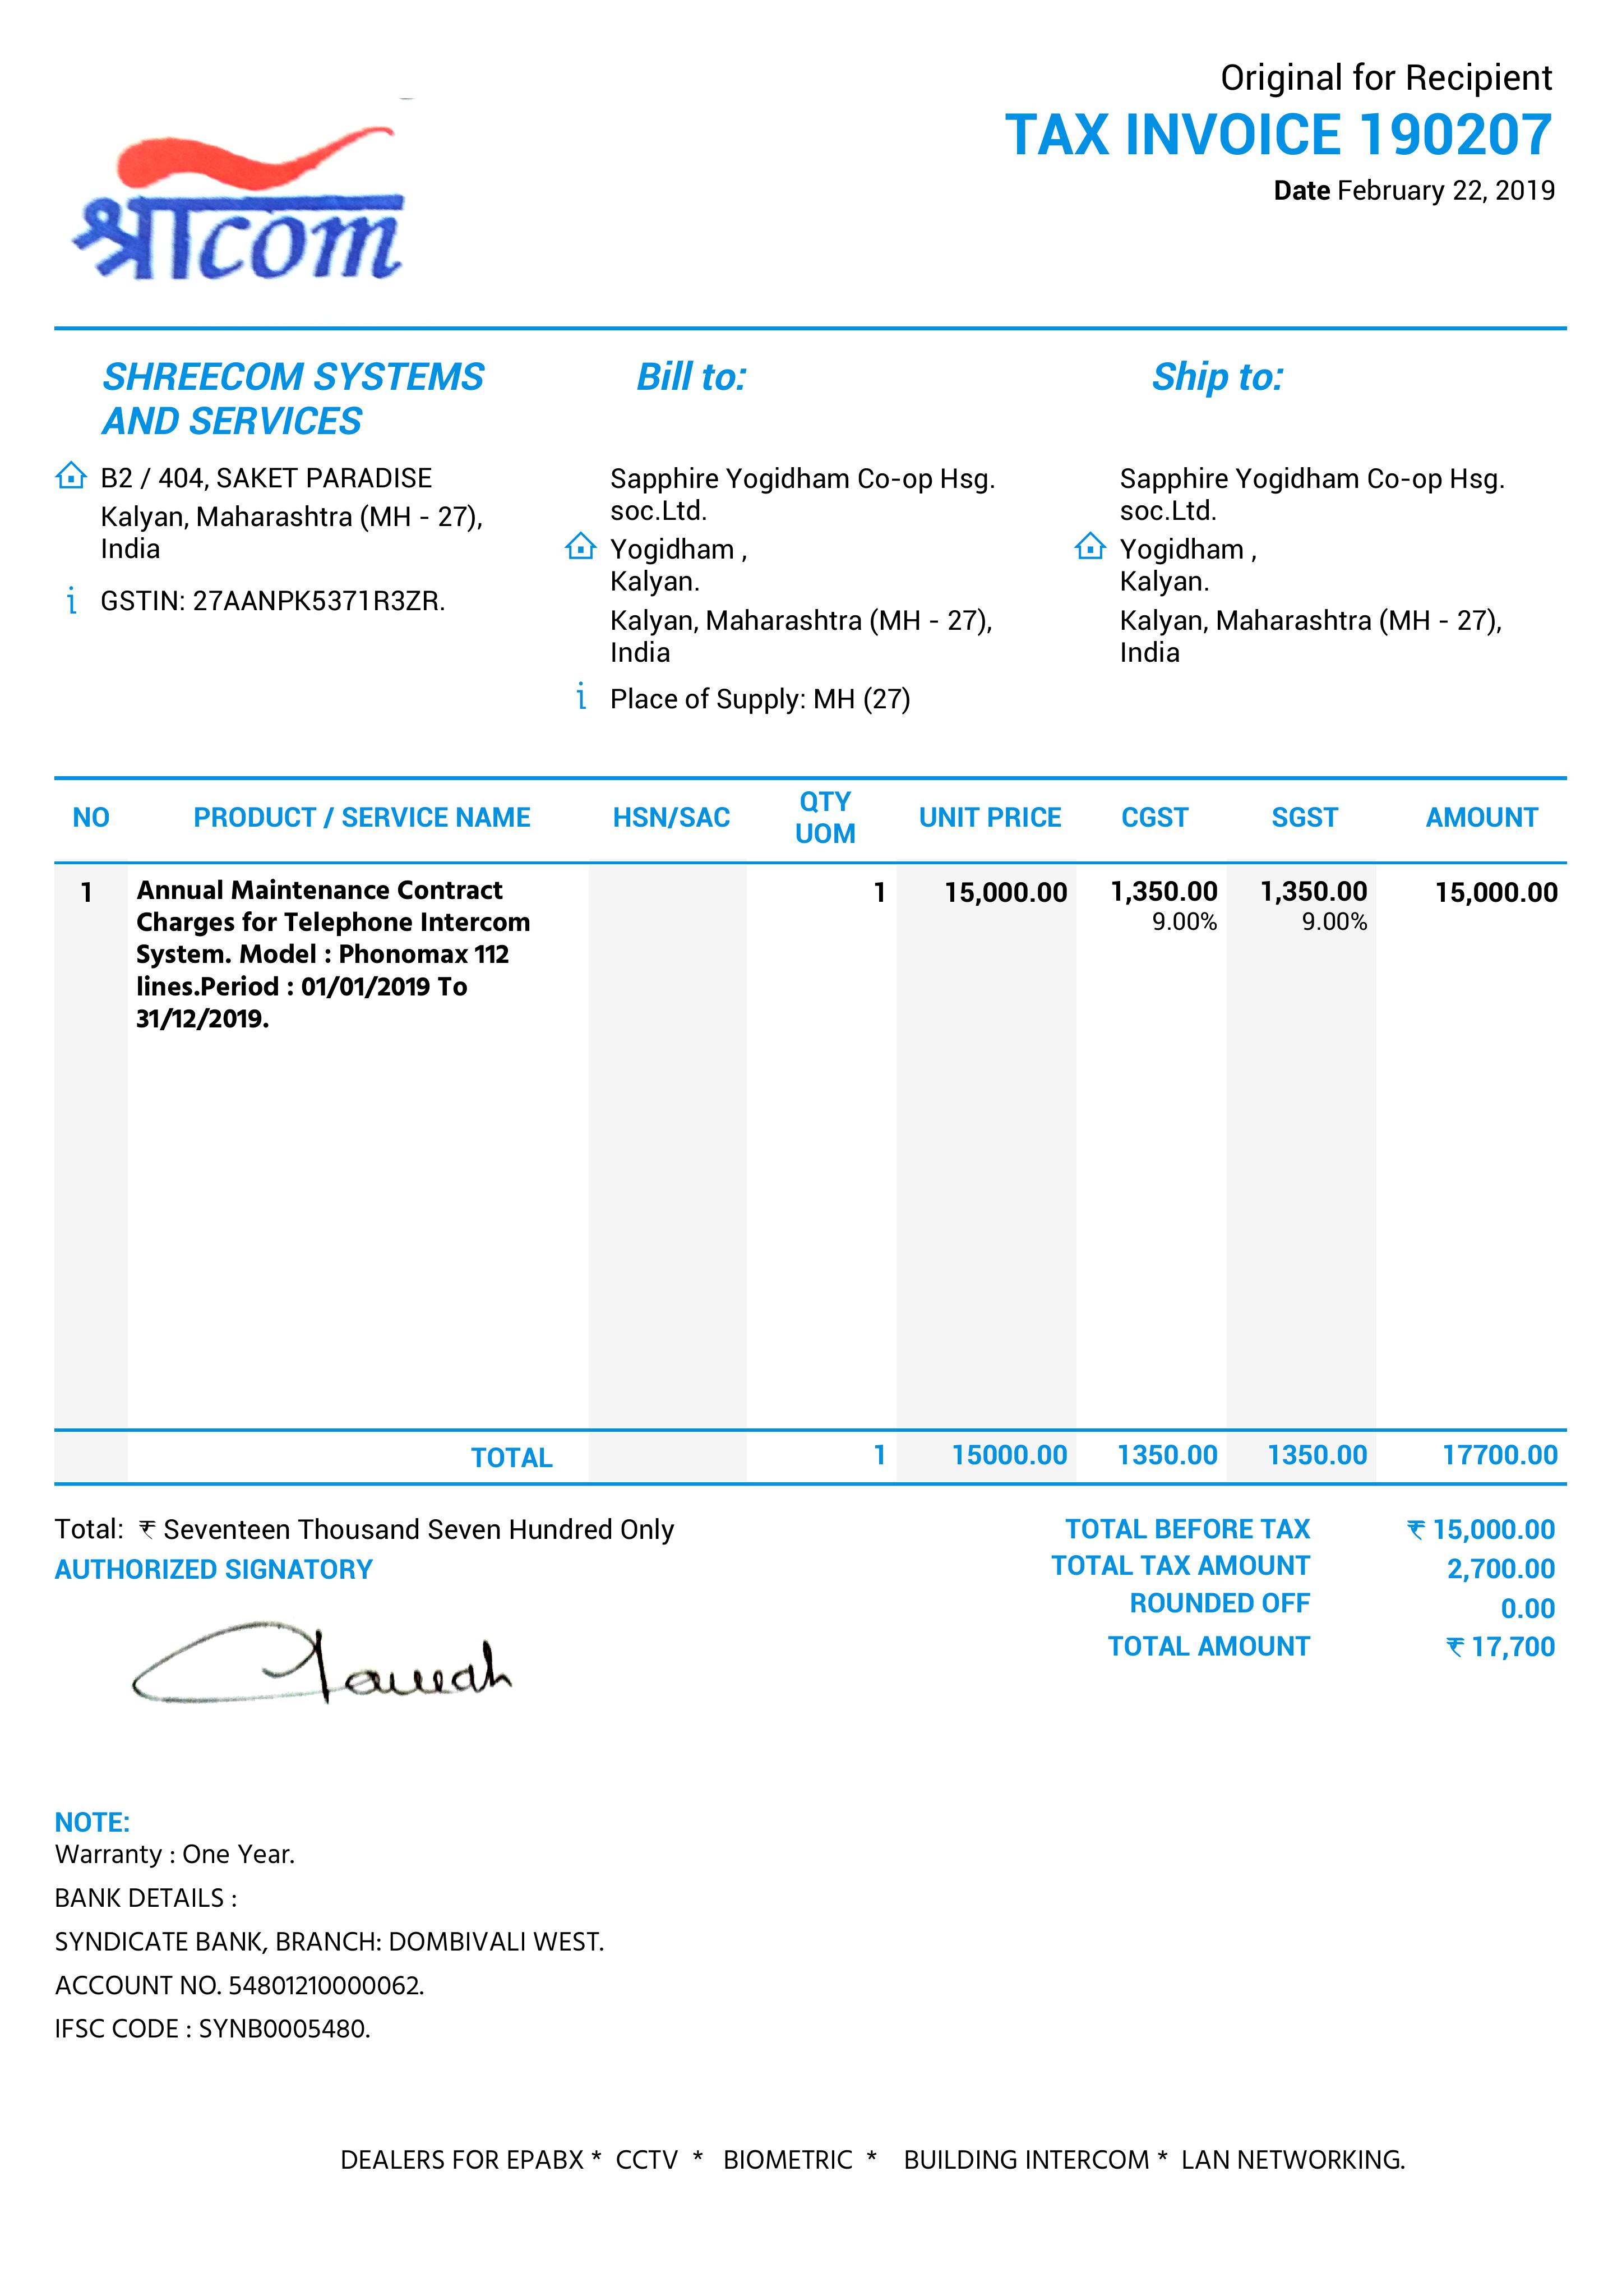 Original for Recipient
TAX INVOICE 190207
Date February 22, 2019
श्रीcom
SHREECOM SYSTEMS
AND SERVICES
B2 / 404, SAKET PARADISE
Kalyan, Maharashtra (MH - 27),
India
GSTIN: 27AANPK5371R3ZR.
Bill to:
Sapphire Yogidham Co-op Hsg.
soc.Ltd.
Yogidham ,
Kalyan.
Kalyan, Maharashtra (MH - 27),
India
Place of Supply: MH (27)
Ship to:
Sapphire Yogidham Co-op Hsg.
soc.Ltd.
Yogidham ,
Kalyan.
Kalyan, Maharashtra (MH - 27),
India
NO PRODUCT / SERVICE NAME HSN/SAC QTY UOM UNIT PRICE CGST SGST AMOUNT
1 Annual Maintenance Contract 1 15,000.00 1,350.00 1,350.00 15,000.00
Charges for Telephone Intercom 9.00% 9.00%
System. Model : Phonomax 112
lines.Period : 01/01/2019 To
31/12/2019.
TOTAL 1 15000.00 1350.00 1350.00 17700.00
Total: ₹ Seventeen Thousand Seven Hundred Only
AUTHORIZED SIGNATORY
TOTAL BEFORE TAX ₹ 15,000.00
TOTAL TAX AMOUNT 2,700.00
ROUNDED OFF 0.00
TOTAL AMOUNT ₹ 17,700
NOTE:
Warranty : One Year.
BANK DETAILS :
SYNDICATE BANK, BRANCH: DOMBIVALI WEST.
ACCOUNT NO. 54801210000062.
IFSC CODE : SYNB0005480.
DEALERS FOR EPABX * CCTV * BIOMETRIC * BUILDING INTERCOM * LAN NETWORKING.